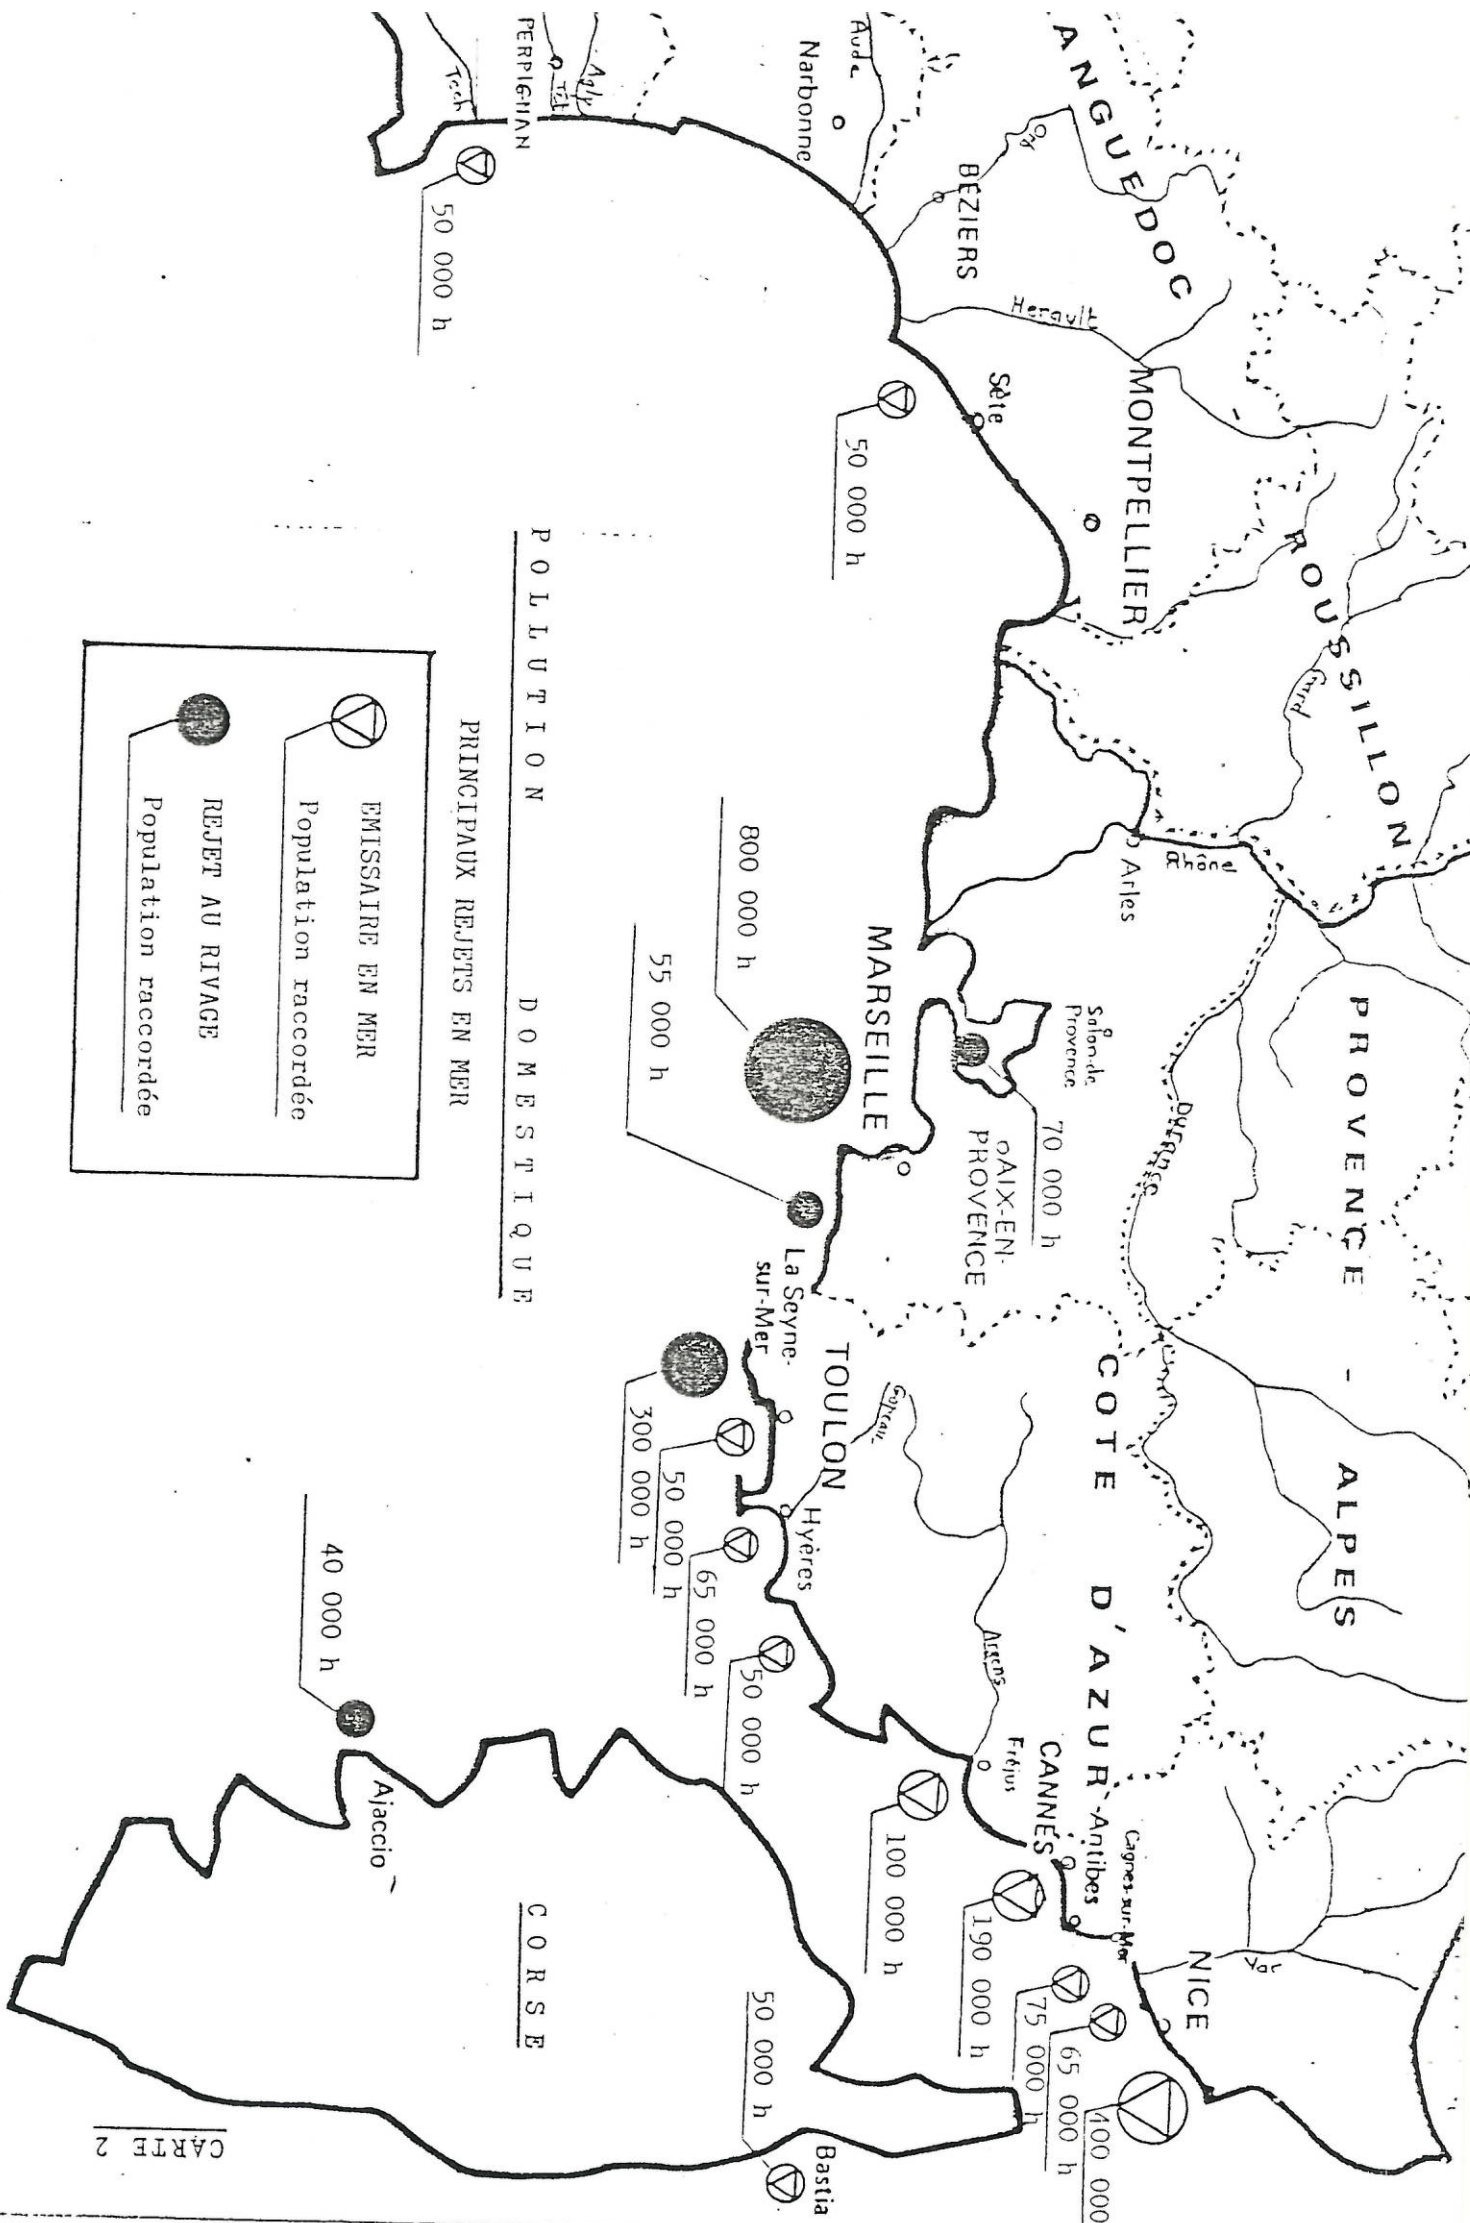 LANGUEDOC
ROUSSILLON
PROVENCE - ALPES
COTE D'AZUR
Aude
Narbonne
Orb
BÉZIERS
Herault
MONTPELLIER
Sète
Gard
Rhône
Arles
Salon-de
Provence
Durance
PERPIGNAN
Agly
Têt
Tech
50 000 h
50 000 h
MARSEILLE
AIX-EN-
PROVENCE
70 000 h
800 000 h
55 000 h
La Seyne-
sur-Mer
TOULON
Gapeau
Hyères
Argens
Fréjus
CANNES
Antibes
Cagnes-sur-Mer
Var
NICE
300 000 h
50 000 h
65 000 h
50 000 h
100 000 h
190 000 h
75 000 h
65 000 h
400 000
POLLUTION DOMESTIQUE
PRINCIPAUX REJETS EN MER
EMISSAIRE EN MER
Population raccordée
REJET AU RIVAGE
Population raccordée
40 000 h
Ajaccio
CORSE
50 000 h
Bastia
CARTE 2